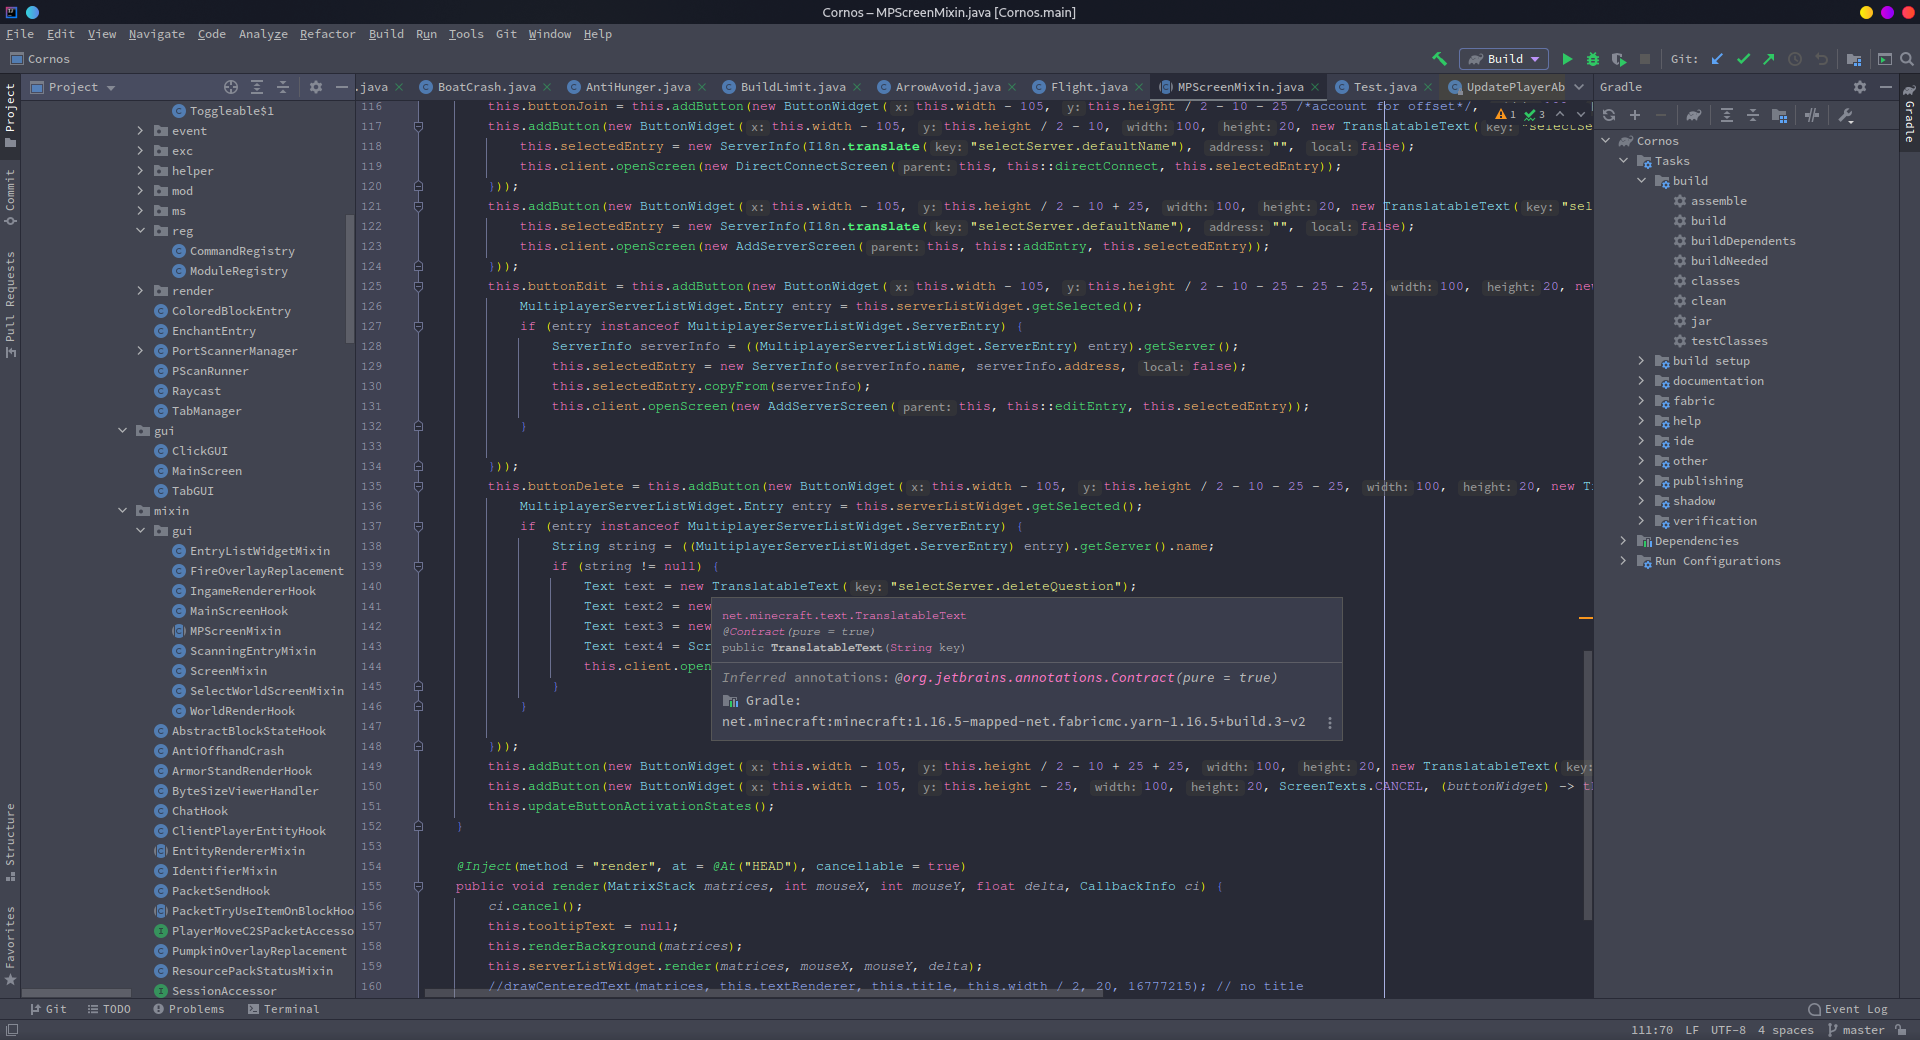 Cornos – MPScreenMixin.java [Cornos.main]
File Edit View Navigate Code Analyze Refactor Build Run Tools Git Window Help
Cornos
Build
Git:
Project
.java
BoatCrash.java
AntiHunger.java
BuildLimit.java
ArrowAvoid.java
Flight.java
MPScreenMixin.java
Test.java
UpdatePlayerAb
Gradle
Project
Commit
Pull Requests
Structure
Favorites
Toggleable$1
event
exc
helper
mod
ms
reg
CommandRegistry
ModuleRegistry
render
ColoredBlockEntry
EnchantEntry
PortScannerManager
PScanRunner
Raycast
TabManager
gui
ClickGUI
MainScreen
TabGUI
mixin
gui
EntryListWidgetMixin
FireOverlayReplacement
IngameRendererHook
MainScreenHook
MPScreenMixin
ScanningEntryMixin
ScreenMixin
SelectWorldScreenMixin
WorldRenderHook
AbstractBlockStateHook
AntiOffhandCrash
ArmorStandRenderHook
ByteSizeViewerHandler
ChatHook
ClientPlayerEntityHook
EntityRendererMixin
IdentifierMixin
PacketSendHook
PacketTryUseItemOnBlockHoo
PlayerMoveC2SPacketAccesso
PumpkinOverlayReplacement
ResourcePackStatusMixin
SessionAccessor
116 this.buttonJoin = this.addButton(new ButtonWidget( x: this.width - 105, y: this.height / 2 - 10 - 25 /*account for offset*/,
1 3
117 this.addButton(new ButtonWidget( x: this.width - 105, y: this.height / 2 - 10, width: 100, height: 20, new TranslatableText( key: "selectSe
118 this.selectedEntry = new ServerInfo(I18n.translate( key: "selectServer.defaultName"), address: "", local: false);
119 this.client.openScreen(new DirectConnectScreen( parent: this, this::directConnect, this.selectedEntry));
120 }));
121 this.addButton(new ButtonWidget( x: this.width - 105, y: this.height / 2 - 10 + 25, width: 100, height: 20, new TranslatableText( key: "sel
122 this.selectedEntry = new ServerInfo(I18n.translate( key: "selectServer.defaultName"), address: "", local: false);
123 this.client.openScreen(new AddServerScreen( parent: this, this::addEntry, this.selectedEntry));
124 }));
125 this.buttonEdit = this.addButton(new ButtonWidget( x: this.width - 105, y: this.height / 2 - 10 - 25 - 25 - 25, width: 100, height: 20, new
126 MultiplayerServerListWidget.Entry entry = this.serverListWidget.getSelected();
127 if (entry instanceof MultiplayerServerListWidget.ServerEntry) {
128 ServerInfo serverInfo = ((MultiplayerServerListWidget.ServerEntry) entry).getServer();
129 this.selectedEntry = new ServerInfo(serverInfo.name, serverInfo.address, local: false);
130 this.selectedEntry.copyFrom(serverInfo);
131 this.client.openScreen(new AddServerScreen( parent: this, this::editEntry, this.selectedEntry));
132 }
133
134 }));
135 this.buttonDelete = this.addButton(new ButtonWidget( x: this.width - 105, y: this.height / 2 - 10 - 25 - 25, width: 100, height: 20, new T
136 MultiplayerServerListWidget.Entry entry = this.serverListWidget.getSelected();
137 if (entry instanceof MultiplayerServerListWidget.ServerEntry) {
138 String string = ((MultiplayerServerListWidget.ServerEntry) entry).getServer().name;
139 if (string != null) {
140 Text text = new TranslatableText( key: "selectServer.deleteQuestion");
141 Text text2 = new
142 Text text3 = new
143 Text text4 = Scr
144 this.client.open
145 }
146 }
147
148 }));
149 this.addButton(new ButtonWidget( x: this.width - 105, y: this.height / 2 - 10 + 25 + 25, width: 100, height: 20, new TranslatableText( key:
150 this.addButton(new ButtonWidget( x: this.width - 105, y: this.height - 25, width: 100, height: 20, ScreenTexts.CANCEL, (buttonWidget) -> t
151 this.updateButtonActivationStates();
152 }
153
154 @Inject(method = "render", at = @At("HEAD"), cancellable = true)
155 public void render(MatrixStack matrices, int mouseX, int mouseY, float delta, CallbackInfo ci) {
156 ci.cancel();
157 this.tooltipText = null;
158 this.renderBackground(matrices);
159 this.serverListWidget.render(matrices, mouseX, mouseY, delta);
160 //drawCenteredText(matrices, this.textRenderer, this.title, this.width / 2, 20, 16777215); // no title
net.minecraft.text.TranslatableText
@Contract(pure = true)
public TranslatableText(String key)
Inferred annotations: @org.jetbrains.annotations.Contract(pure = true)
Gradle:
net.minecraft:minecraft:1.16.5-mapped-net.fabricmc.yarn-1.16.5+build.3-v2
Cornos
Tasks
build
assemble
build
buildDependents
buildNeeded
classes
clean
jar
testClasses
build setup
documentation
fabric
help
ide
other
publishing
shadow
verification
Dependencies
Run Configurations
Gradle
Git
TODO
Problems
Terminal
Event Log
111:70 LF UTF-8 4 spaces master